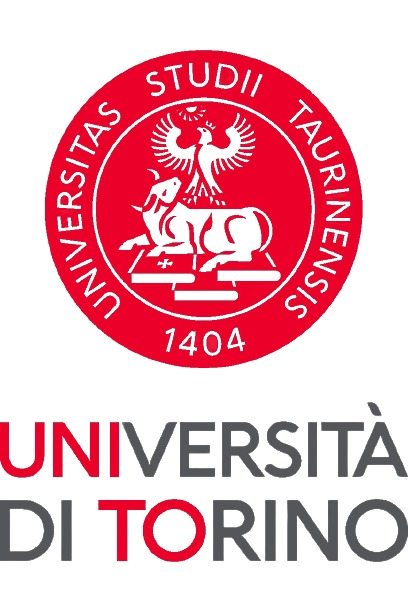 UNIVERSITAS STUDII TAURINENSIS
1404
UNIVERSITÀ
DI TORINO